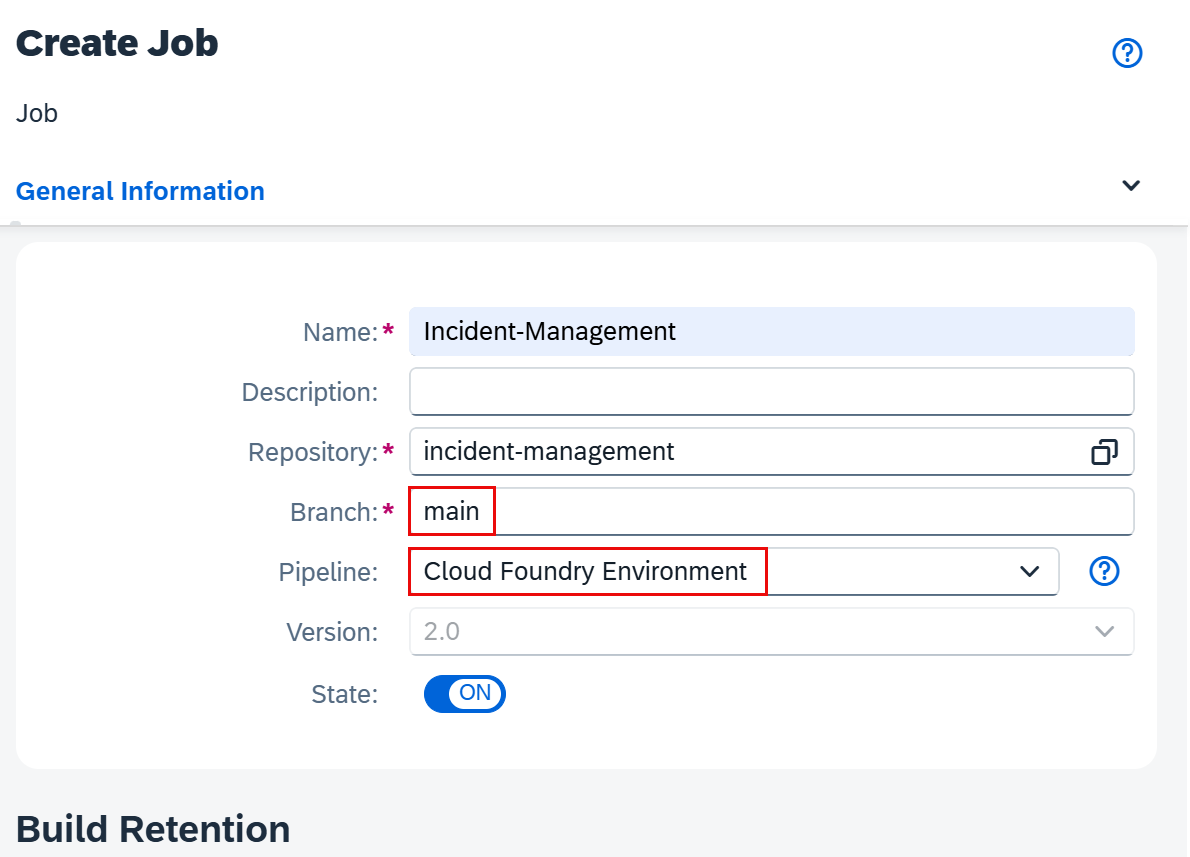 Create Job
Job
General Information
Name:* Incident-Management
Description:
Repository:* incident-management
Branch:* main
Pipeline: Cloud Foundry Environment
Version: 2.0
State: ON
Build Retention